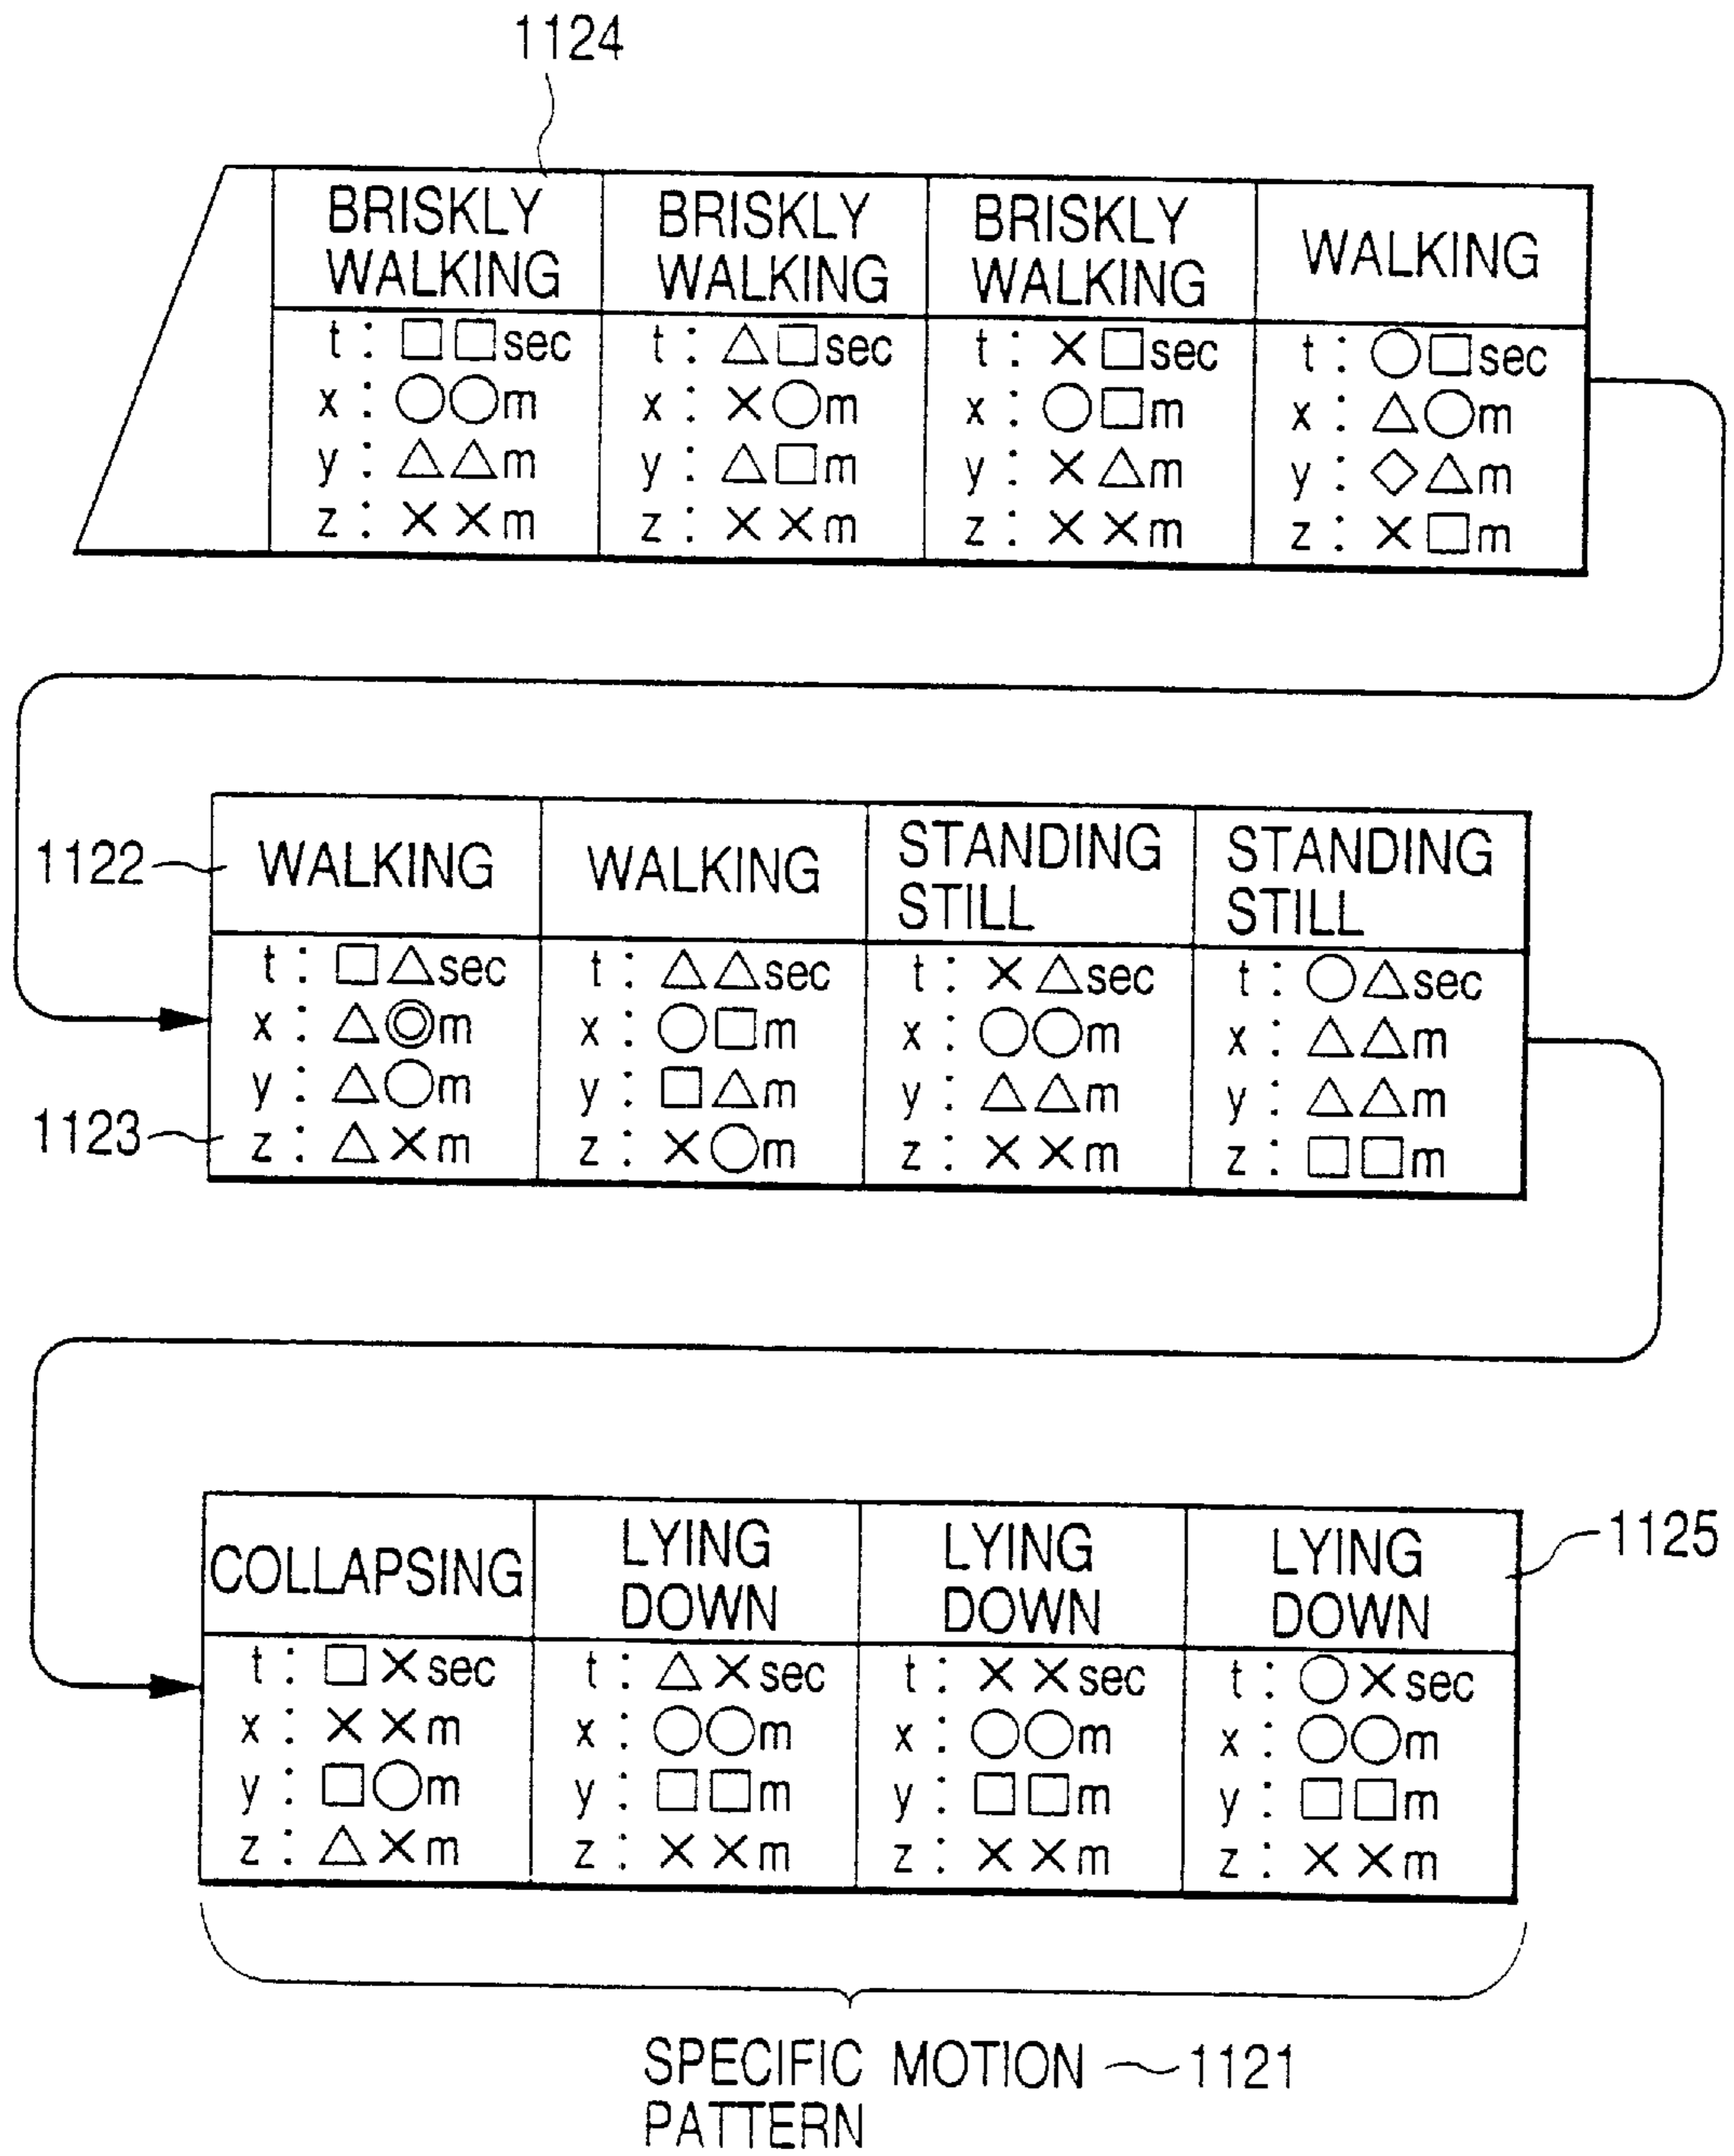 1124
BRISKLY WALKING
BRISKLY WALKING
BRISKLY WALKING
WALKING
t : □□sec
t : △□sec
t : ×□sec
t : ○□sec
x : ○○m
x : ×○m
x : ○□m
x : △○m
y : △△m
y : △□m
y : ×△m
y : ◇△m
z : ××m
z : ××m
z : ××m
z : ×□m
1122
WALKING
WALKING
STANDING STILL
STANDING STILL
t : □△sec
t : △△sec
t : ×△sec
t : ○△sec
x : △◎m
x : ○□m
x : ○○m
x : △△m
y : △○m
y : □△m
y : △△m
y : △△m
1123
z : △×m
z : ×○m
z : ××m
z : □□m
COLLAPSING
LYING DOWN
LYING DOWN
LYING DOWN
1125
t : □×sec
t : △×sec
t : ××sec
t : ○×sec
x : ××m
x : ○○m
x : ○○m
x : ○○m
y : □○m
y : □□m
y : □□m
y : □□m
z : △×m
z : ××m
z : ××m
z : ××m
SPECIFIC MOTION 1121
PATTERN